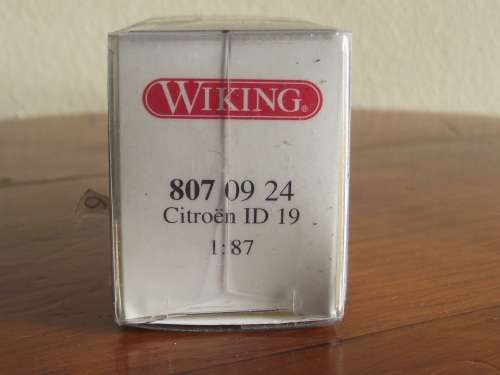 WIKING®
807 09 24
Citroën ID 19
1:87